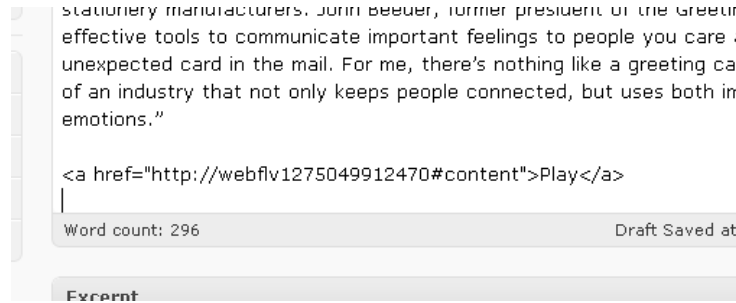 stationery manufacturers. John Beeder, former president of the Greetin
effective tools to communicate important feelings to people you care
unexpected card in the mail. For me, there’s nothing like a greeting ca
of an industry that not only keeps people connected, but uses both im
emotions.”
<a href="http://webflv1275049912470#content">Play</a>
Word count: 296
Draft Saved at
Excerpt